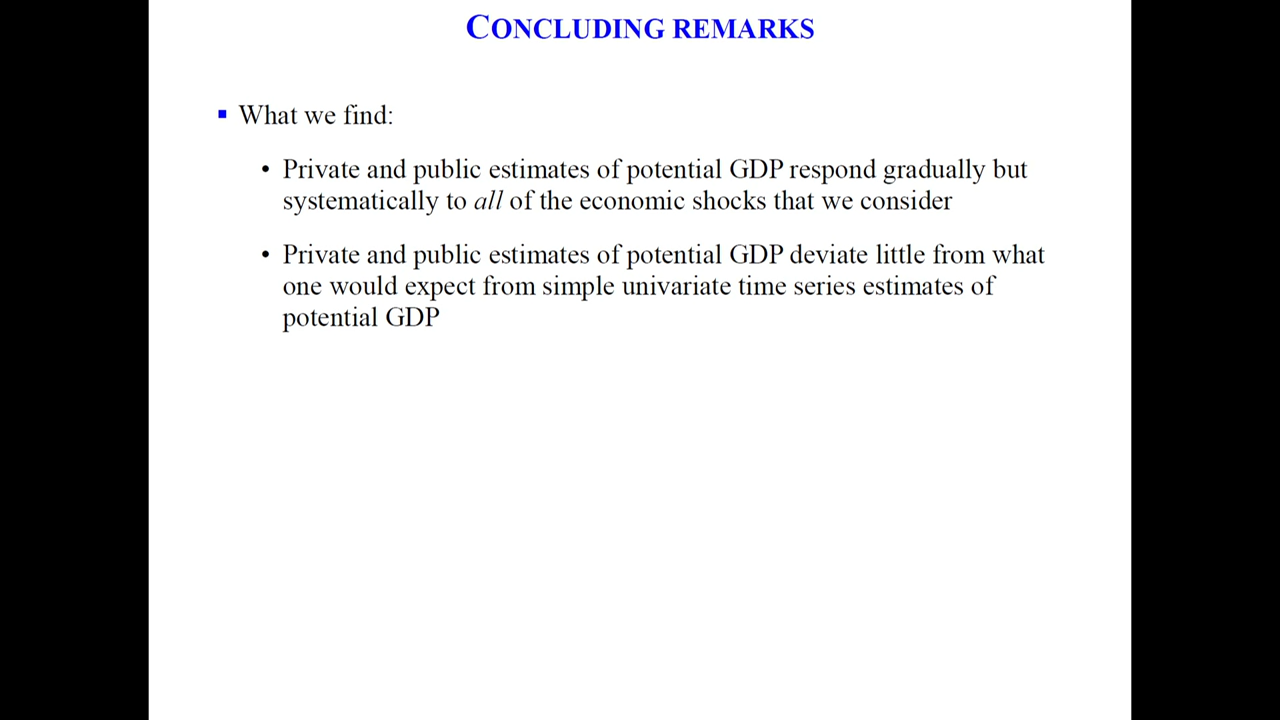 CONCLUDING REMARKS
▪ What we find:
• Private and public estimates of potential GDP respond gradually but
systematically to all of the economic shocks that we consider
• Private and public estimates of potential GDP deviate little from what
one would expect from simple univariate time series estimates of
potential GDP